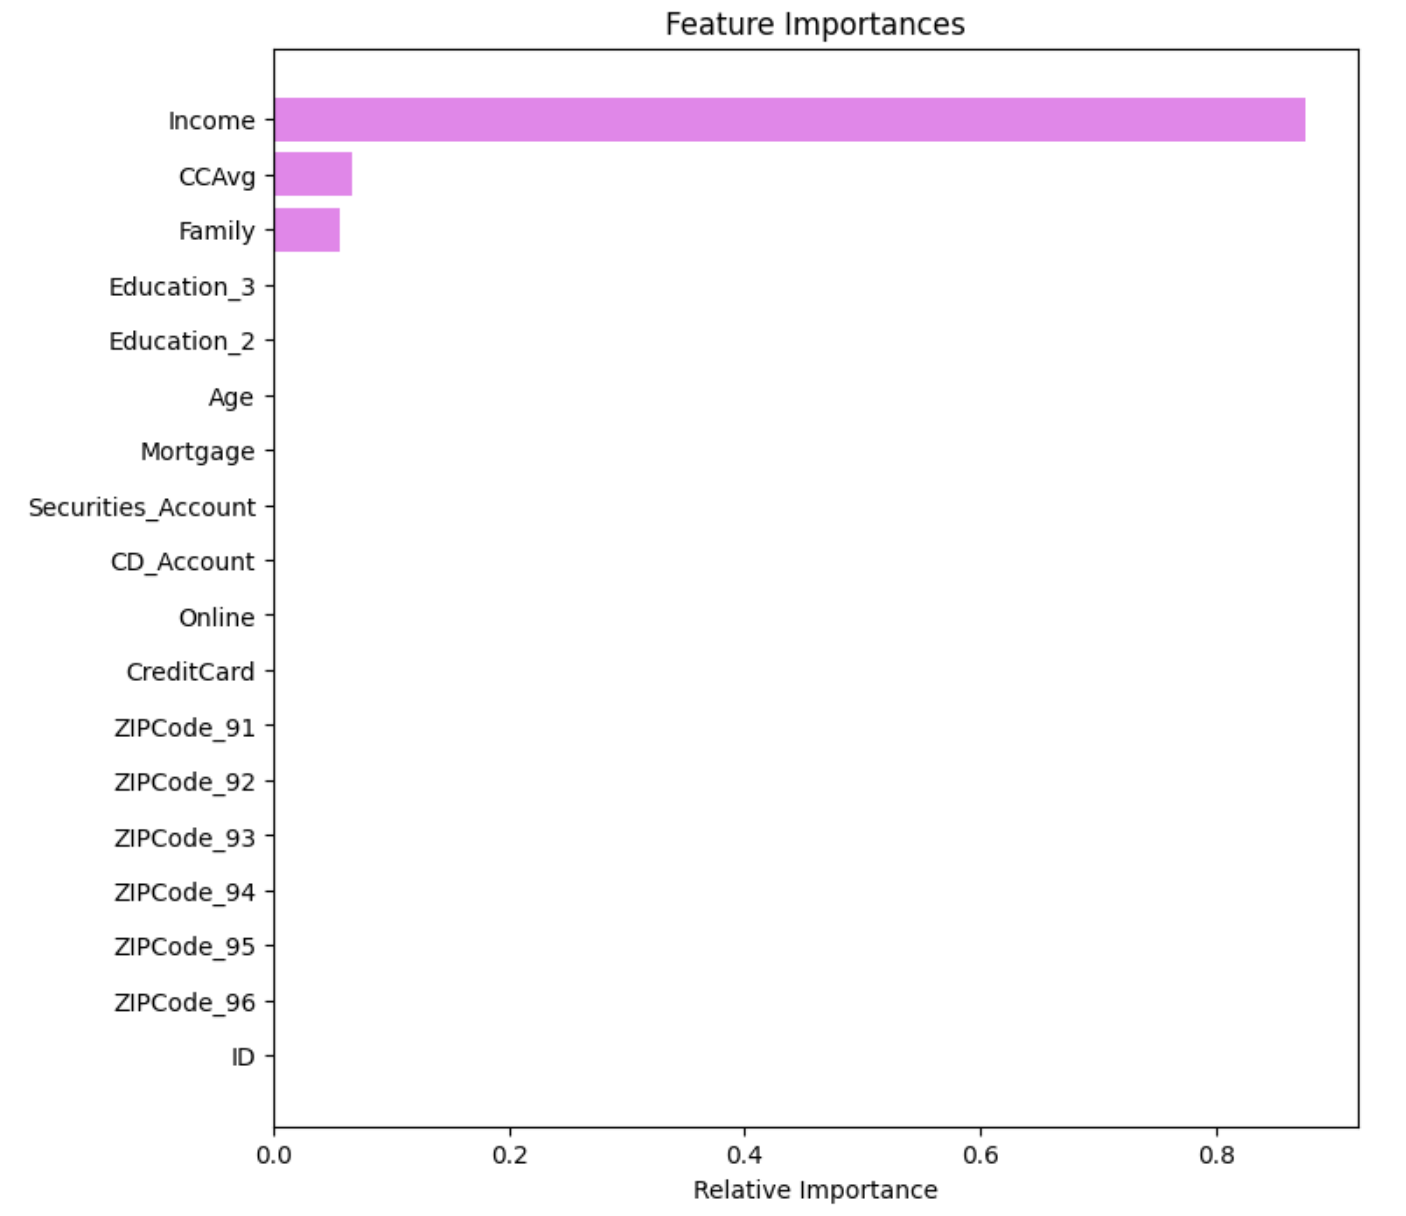 Feature Importances
Income
CCAvg
Family
Education_3
Education_2
Age
Mortgage
Securities_Account
CD_Account
Online
CreditCard
ZIPCode_91
ZIPCode_92
ZIPCode_93
ZIPCode_94
ZIPCode_95
ZIPCode_96
ID
0.0 0.2 0.4 0.6 0.8
Relative Importance